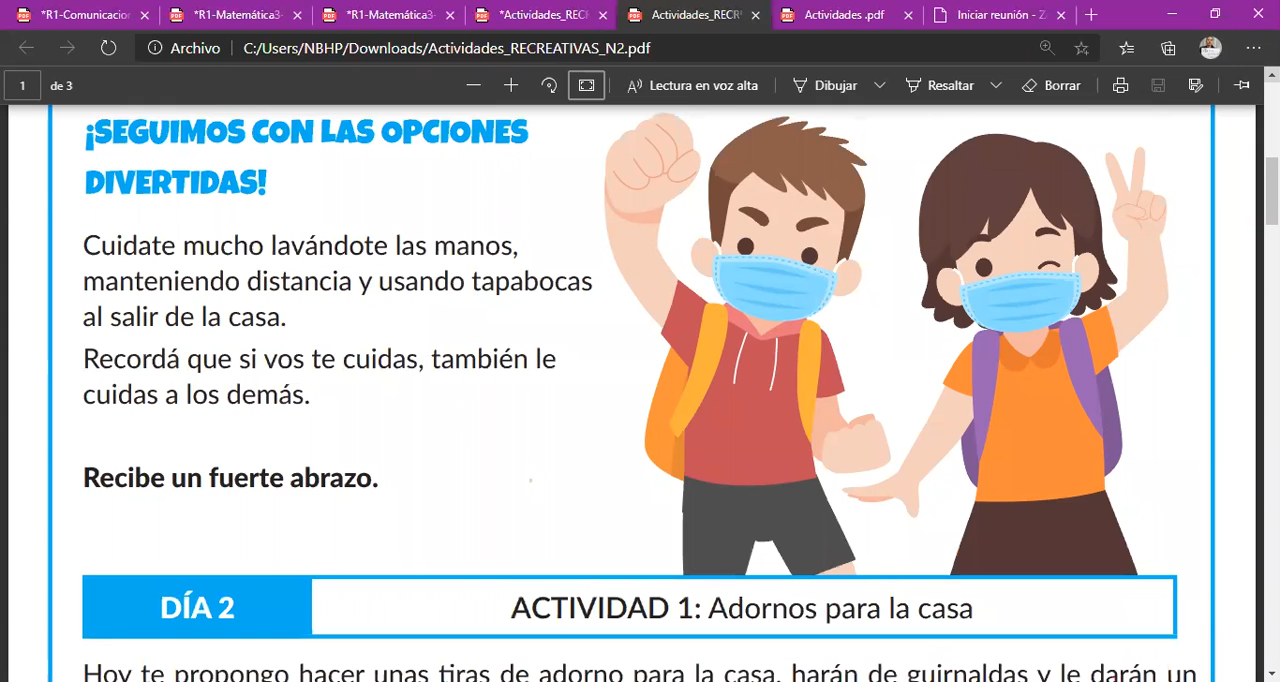 *R1-Comunicacior
*R1-Matemática3-
*R1-Matemática3-
*Actividades_REC
Actividades_REC
Actividades .pdf
Iniciar reunión - Z
Archivo
C:/Users/NBHP/Downloads/Actividades_RECREATIVAS_N2.pdf
1
de 3
Lectura en voz alta
Dibujar
Resaltar
Borrar
¡SEGUIMOS CON LAS OPCIONES
DIVERTIDAS!
Cuidate mucho lavándote las manos,
manteniendo distancia y usando tapabocas
al salir de la casa.
Recordá que si vos te cuidas, también le
cuidas a los demás.
Recibe un fuerte abrazo.
DÍA 2
ACTIVIDAD 1: Adornos para la casa
Hoy te propongo hacer unas tiras de adorno para la casa, harán de guirnaldas y le darán un